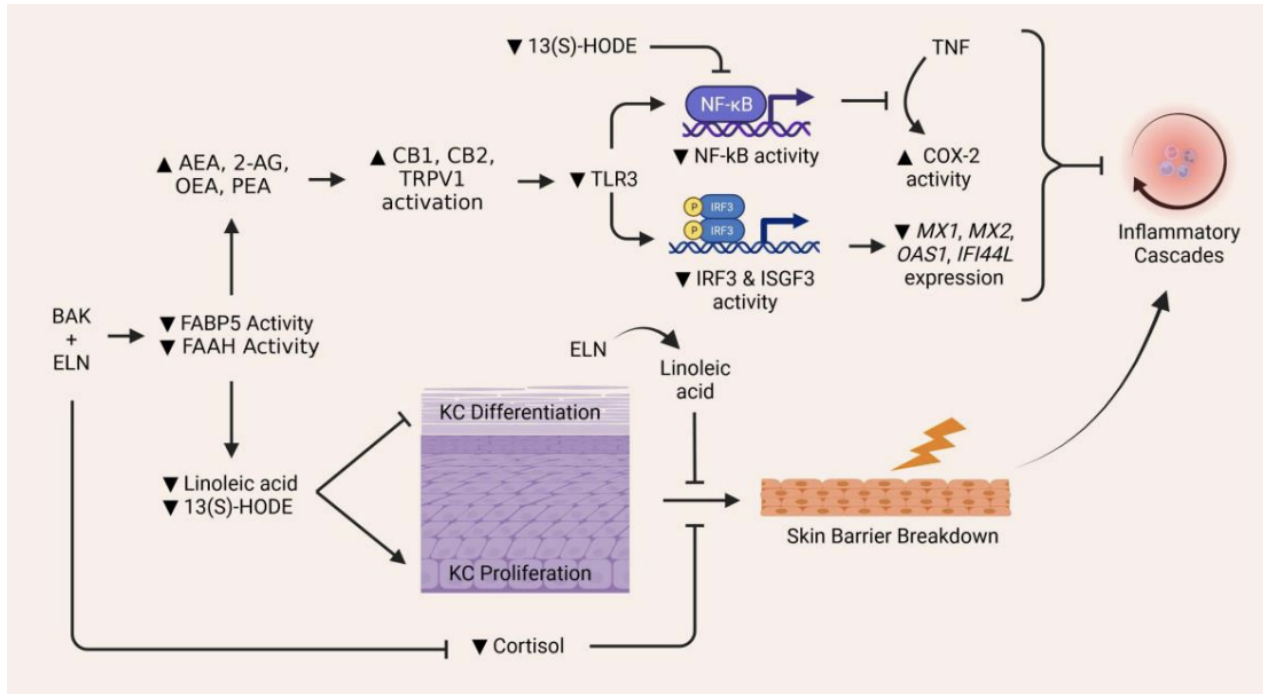 ▼ 13(S)-HODE
TNF
NF-κB
▼ NF-kB activity
▲ COX-2
activity
▲ AEA, 2-AG,
OEA, PEA
▲ CB1, CB2,
TRPV1
activation
▼ TLR3
P IRF3
P IRF3
▼ IRF3 & ISGF3
activity
▼ MX1, MX2,
OAS1, IFI44L
expression
Inflammatory
Cascades
BAK
+
ELN
▼ FABP5 Activity
▼ FAAH Activity
ELN
Linoleic
acid
KC Differentiation
▼ Linoleic acid
▼ 13(S)-HODE
KC Proliferation
Skin Barrier Breakdown
▼ Cortisol